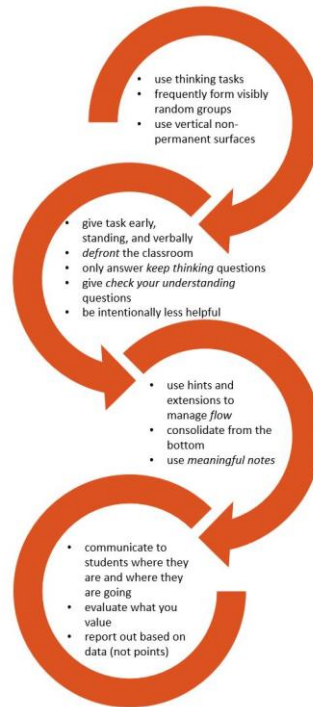 • use thinking tasks
• frequently form visibly
random groups
• use vertical non-
permanent surfaces
• give task early,
standing, and verbally
• defront the classroom
• only answer keep thinking questions
• give check your understanding
questions
• be intentionally less helpful
• use hints and
extensions to
manage flow
• consolidate from the
bottom
• use meaningful notes
• communicate to
students where they
are and where they
are going
• evaluate what you
value
• report out based on
data (not points)